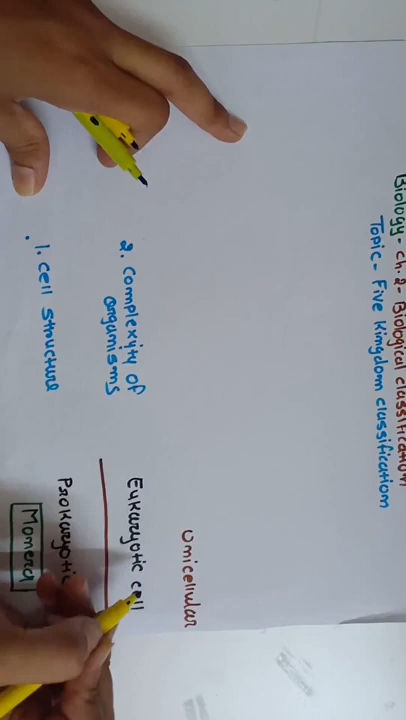 Biology- Ch. 2- Biological classification
Topic- Five Kingdom classification
Unicellular
2. Complexity of
organisms
Eukaryotic cell
1. Cell structure
Prokaryotic
Monera